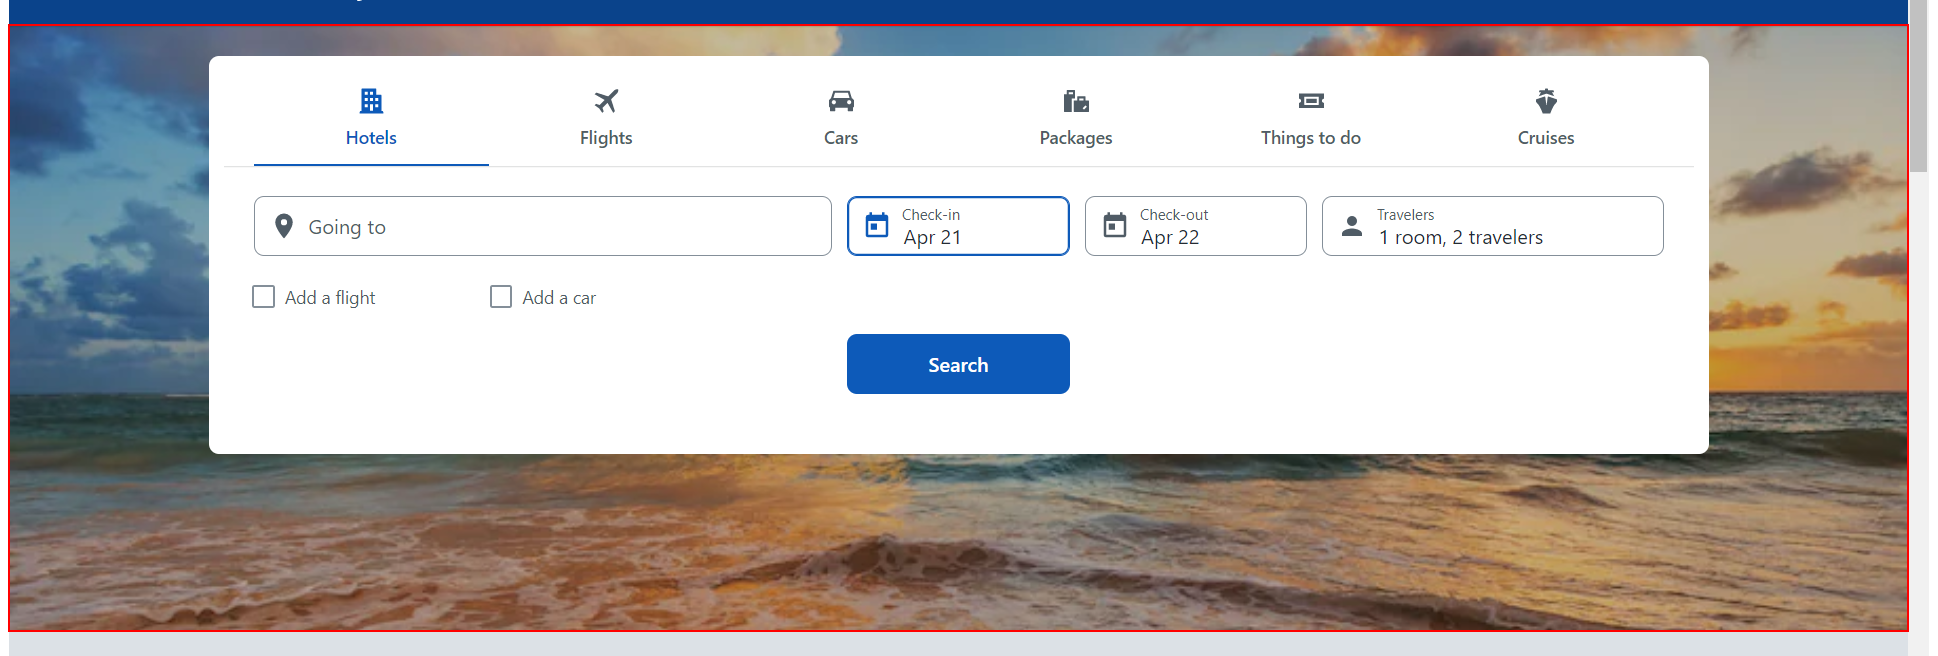 Hotels
Flights
Cars
Packages
Things to do
Cruises
Going to
Check-in
Apr 21
Check-out
Apr 22
Travelers
1 room, 2 travelers
Add a flight
Add a car
Search